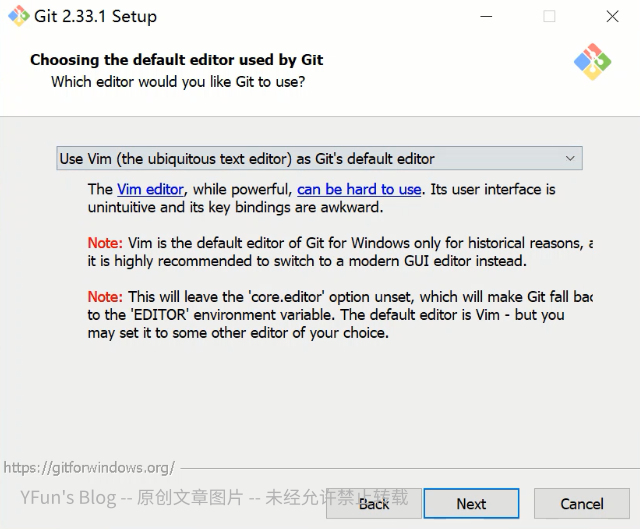 Git 2.33.1 Setup
Choosing the default editor used by Git
Which editor would you like Git to use?
Use Vim (the ubiquitous text editor) as Git's default editor
The Vim editor, while powerful, can be hard to use. Its user interface is
unintuitive and its key bindings are awkward.
Note: Vim is the default editor of Git for Windows only for historical reasons,
it is highly recommended to switch to a modern GUI editor instead.
Note: This will leave the 'core.editor' option unset, which will make Git fall
to the 'EDITOR' environment variable. The default editor is Vim - but you
may set it to some other editor of your choice.
https://gitforwindows.org/
YFun's Blog -- 原创文章图片 -- 未经允许禁止转载
Back
Next
Cancel